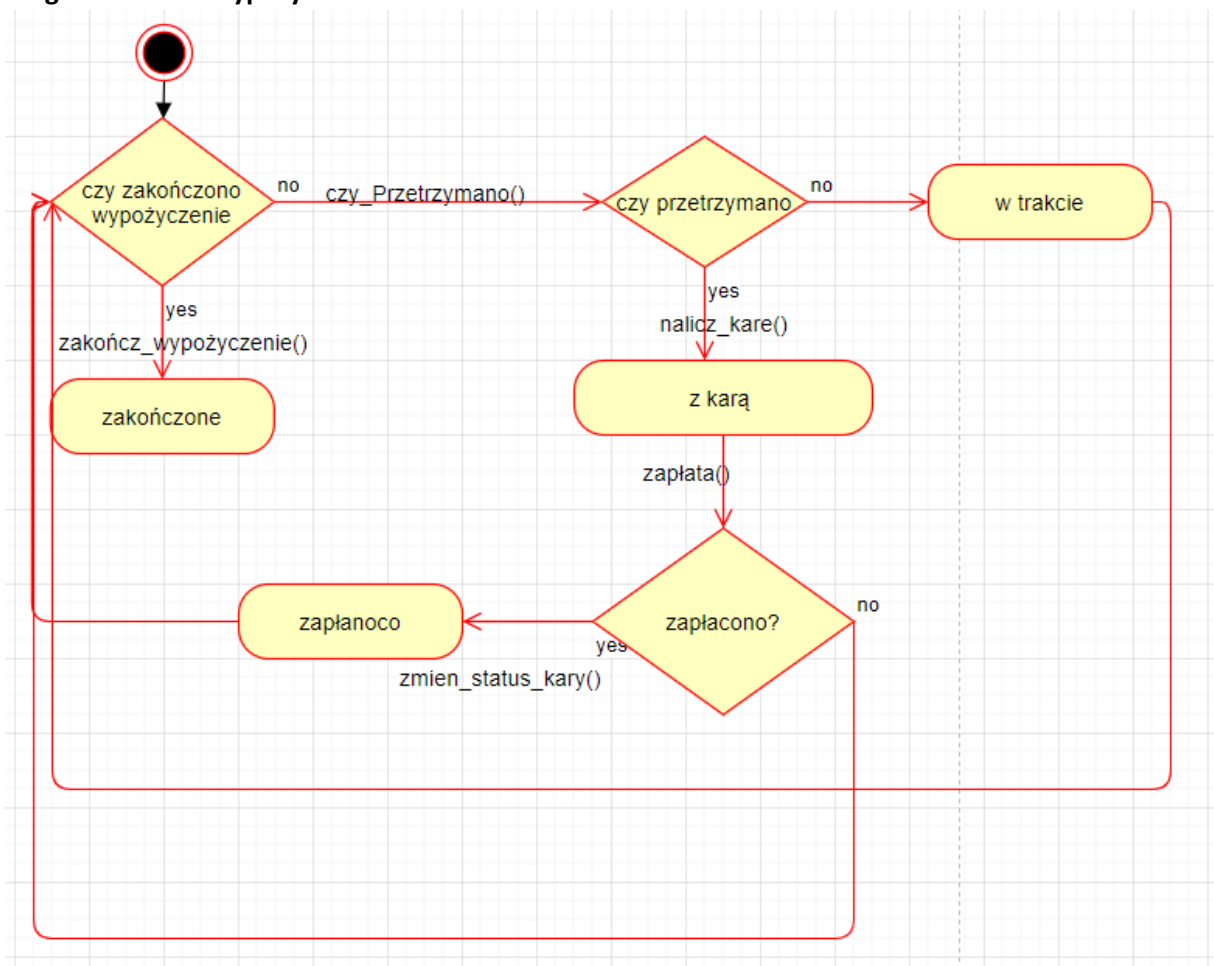 czy zakończono
wypożyczenie
no
czy_Przetrzymano()
czy przetrzymano
no
w trakcie
yes
zakończ_wypożyczenie()
zakończone
yes
nalicz_kare()
z karą
zapłata()
zapłacono?
no
yes
zmien_status_kary()
zapłanoco